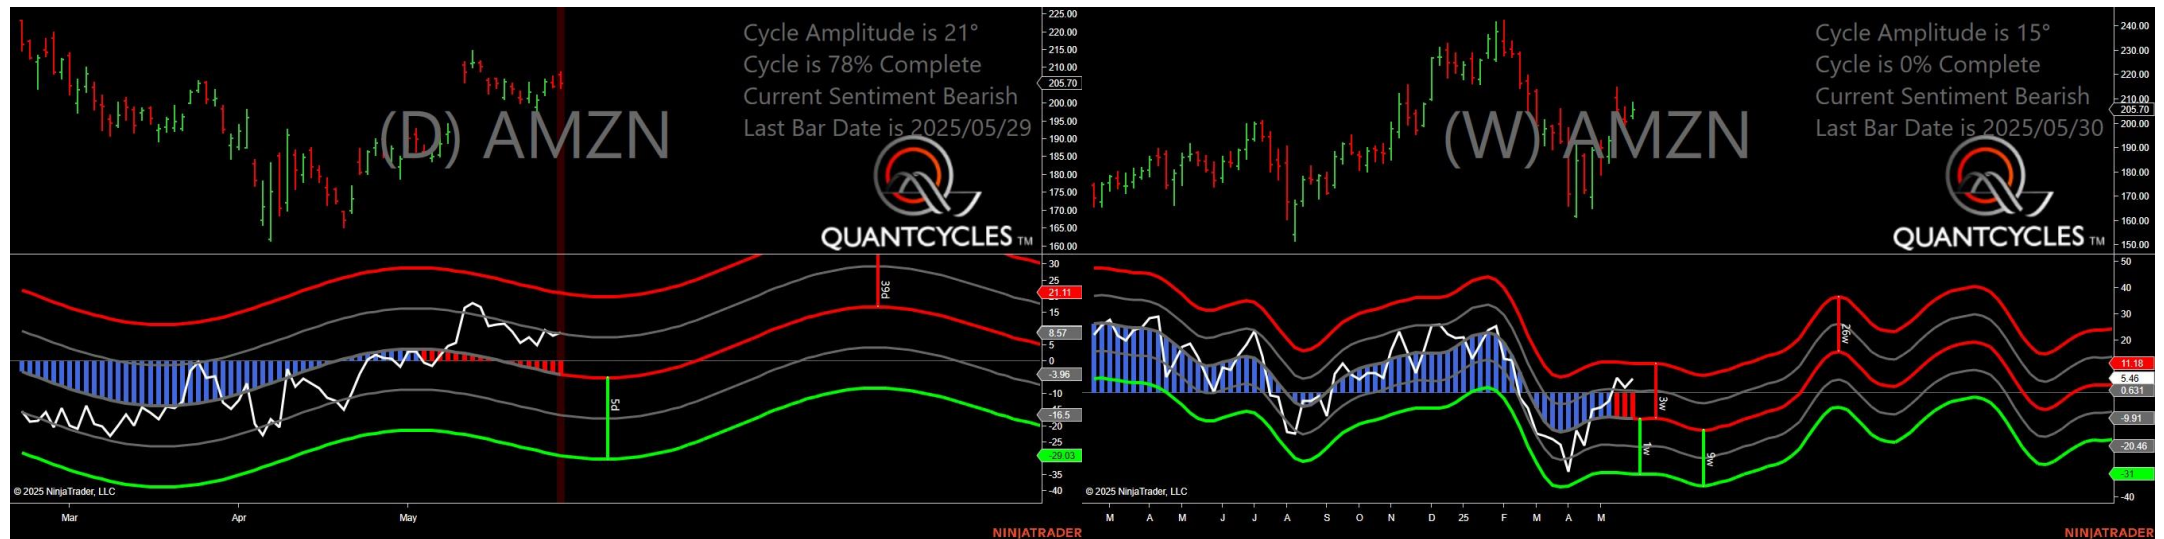 Cycle Amplitude is 21°
Cycle is 78% Complete
Current Sentiment Bearish
Last Bar Date is 2025/05/29
(D) AMZN
QUANTCYCLES TM
225.00
220.00
215.00
210.00
205.70
200.00
195.00
190.00
185.00
180.00
175.00
170.00
165.00
160.00
30
25
21.11
15
8.57
5
0
-3.96
-10
-16.5
-20
-25
-29.03
-35
-40
39d
5d
© 2025 NinjaTrader, LLC
Mar
Apr
May
NINJATRADER
Cycle Amplitude is 15°
Cycle is 0% Complete
Current Sentiment Bearish
Last Bar Date is 2025/05/30
(W) AMZN
QUANTCYCLES TM
240.00
230.00
220.00
210.00
205.70
200.00
190.00
180.00
170.00
160.00
150.00
50
40
30
20
11.18
5.46
0.631
-9.91
-20.46
-31
-40
26w
3w
1w
9w
© 2025 NinjaTrader, LLC
M A M J J A S O N D 25 F M A M
NINJATRADER